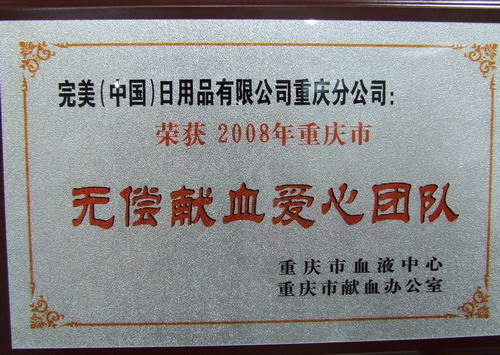 完美(中国)日用品有限公司重庆分公司:
荣获 2008年重庆市
无偿献血爱心团队
重庆市血液中心
重庆市献血办公室